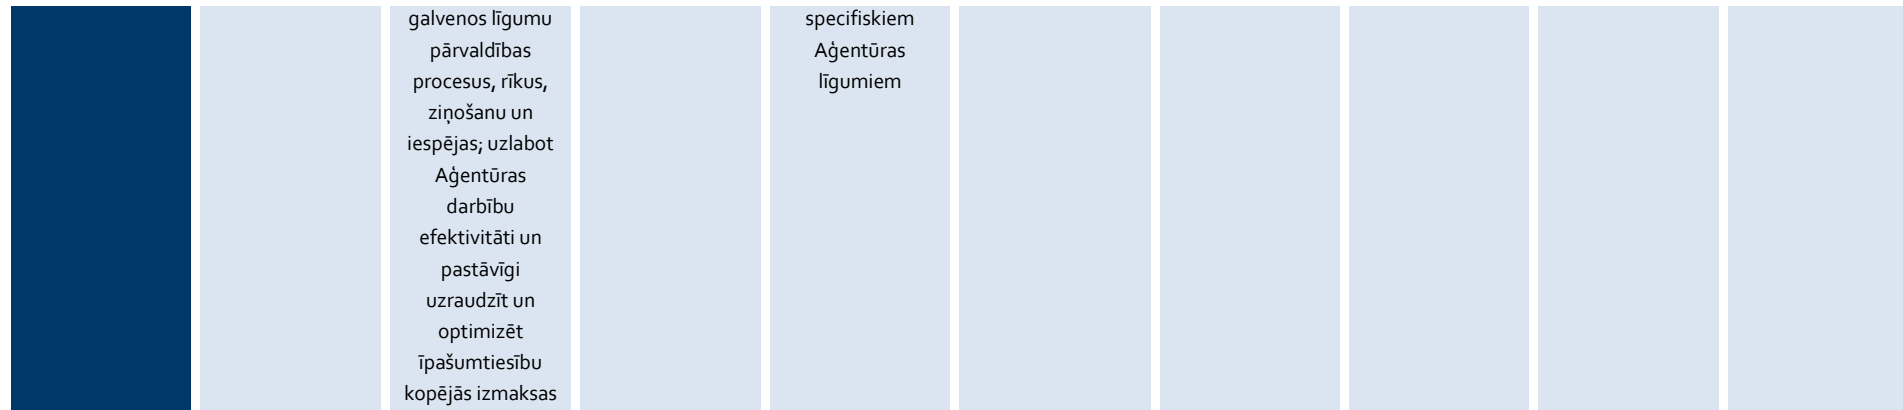 galvenos līgumu
pārvaldības
procesus, rīkus,
ziņošanu un
iespējas; uzlabot
Aģentūras
darbību
efektivitāti un
pastāvīgi
uzraudzīt un
optimizēt
īpašumtiesību
kopējās izmaksas
specifiskiem
Aģentūras
līgumiem